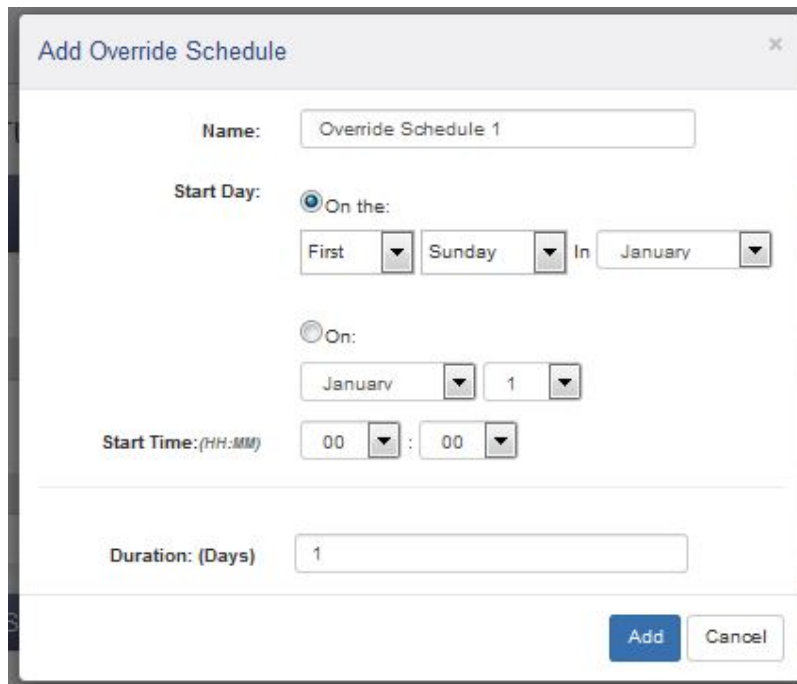 Add Override Schedule ×
Name: Override Schedule 1
Start Day: On the:
First Sunday In January
On:
January 1
Start Time:(HH:MM) 00 : 00
Duration: (Days) 1
Add Cancel